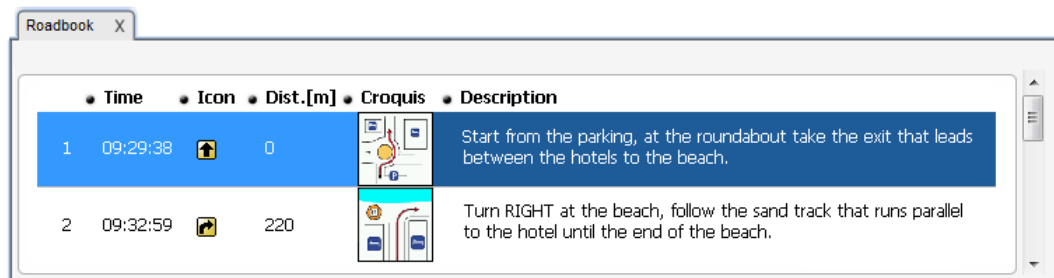 Roadbook X
Time Icon Dist.[m] Croquis Description
1 09:29:38 0 Start from the parking, at the roundabout take the exit that leads
between the hotels to the beach.
2 09:32:59 220 Turn RIGHT at the beach, follow the sand track that runs parallel
to the hotel until the end of the beach.
P